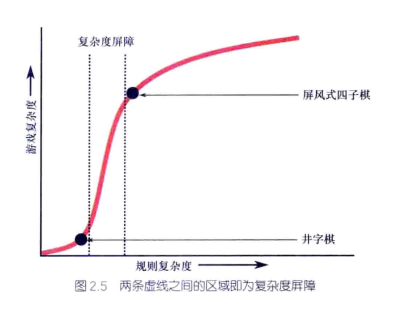 复杂度屏障
游戏复杂度
屏风式四子棋
井字棋
规则复杂度
图2.5 两条虚线之间的区域即为复杂度屏障